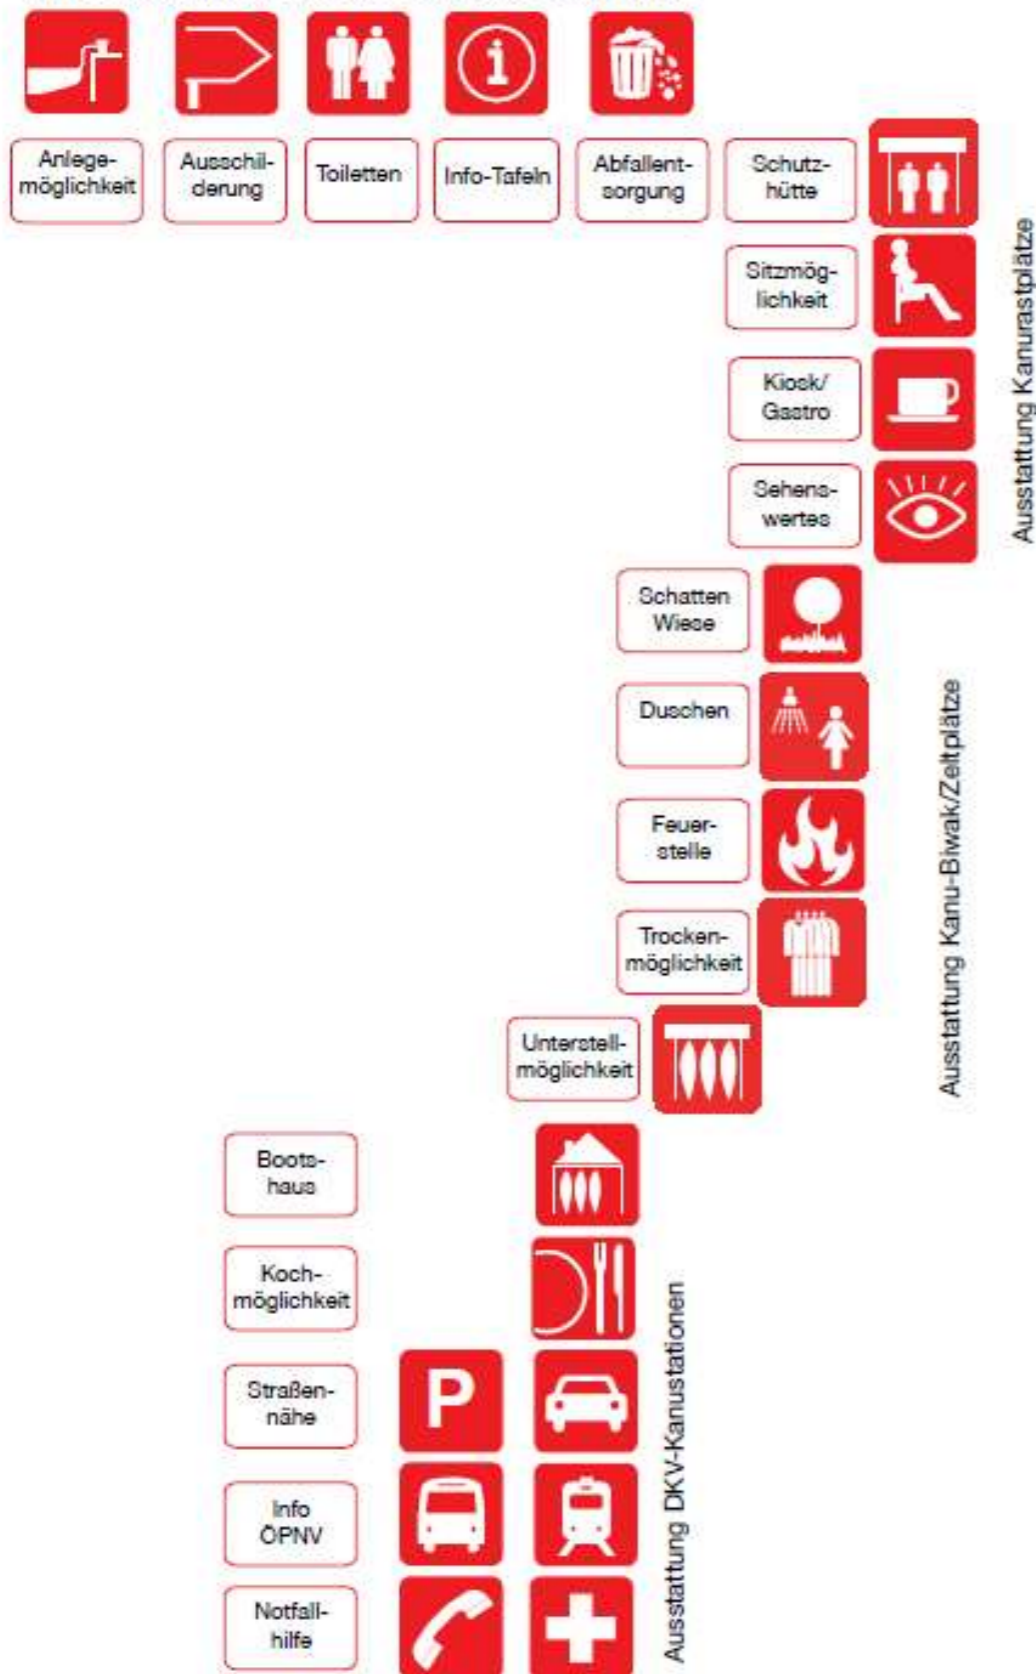 Anlege-
möglichkeit
Ausschil-
derung
Toiletten
Info-Tafeln
Abfallent-
sorgung
Schutz-
hütte
Sitzmög-
lichkeit
Kiosk/
Gastro
Sehens-
wertes
Ausstattung Kanurastplätze
Schatten
Wiese
Duschen
Feuer-
stelle
Trocken-
möglichkeit
Unterstell-
möglichkeit
Ausstattung Kanu-Biwak/Zeltplätze
Boots-
haus
Koch-
möglichkeit
Straßen-
nähe
P
Info
ÖPNV
Notfall-
hilfe
Ausstattung DKV-Kanustationen